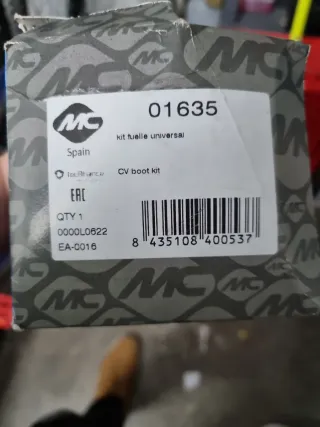 MC
01635
kit fuelle universal
Spain
CV boot kit
EAC
QTY 1
0000L0622
EA-0016
8 435108 400537